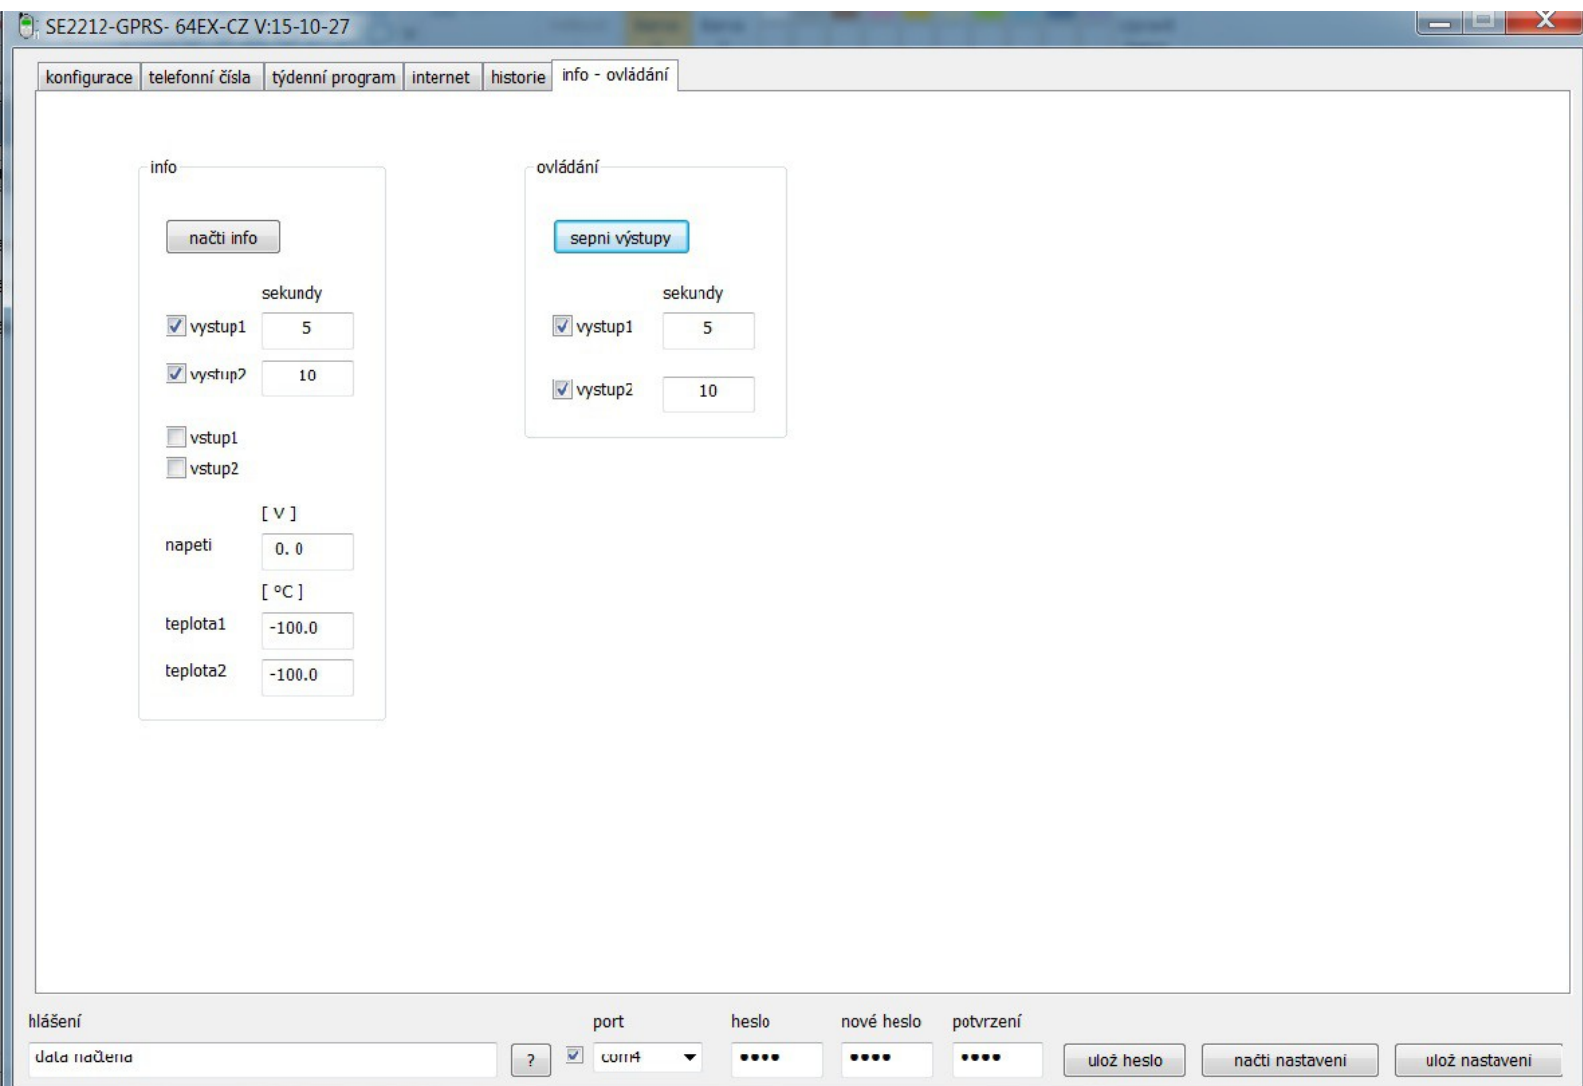 SE2212-GPRS- 64EX-CZ V:15-10-27
konfigurace telefonní čísla týdenní program internet historie info - ovládání
info
načti info
sekundy
vystup1 5
vystup2 10
vstup1
vstup2
[ V ]
napeti 0. 0
[ °C ]
teplota1 -100.0
teplota2 -100.0
ovládání
sepni výstupy
sekundy
vystup1 5
vystup2 10
hlášení port heslo nové heslo potvrzení
data načtena ? com4 •••• •••• •••• ulož heslo načti nastavení ulož nastavení